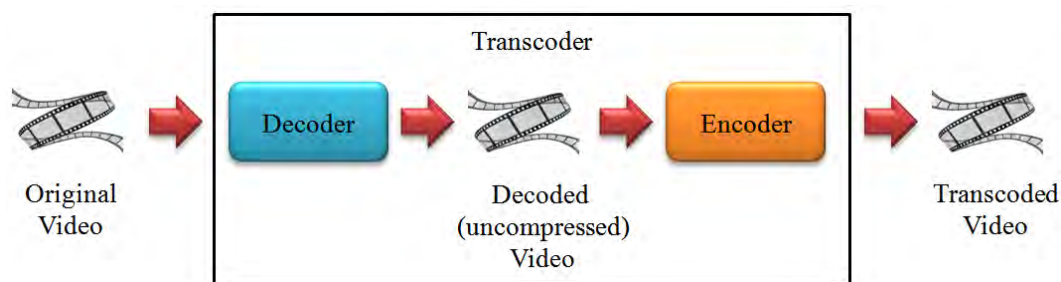 Transcoder
Decoder
Encoder
Original
Video
Decoded
(uncompressed)
Video
Transcoded
Video